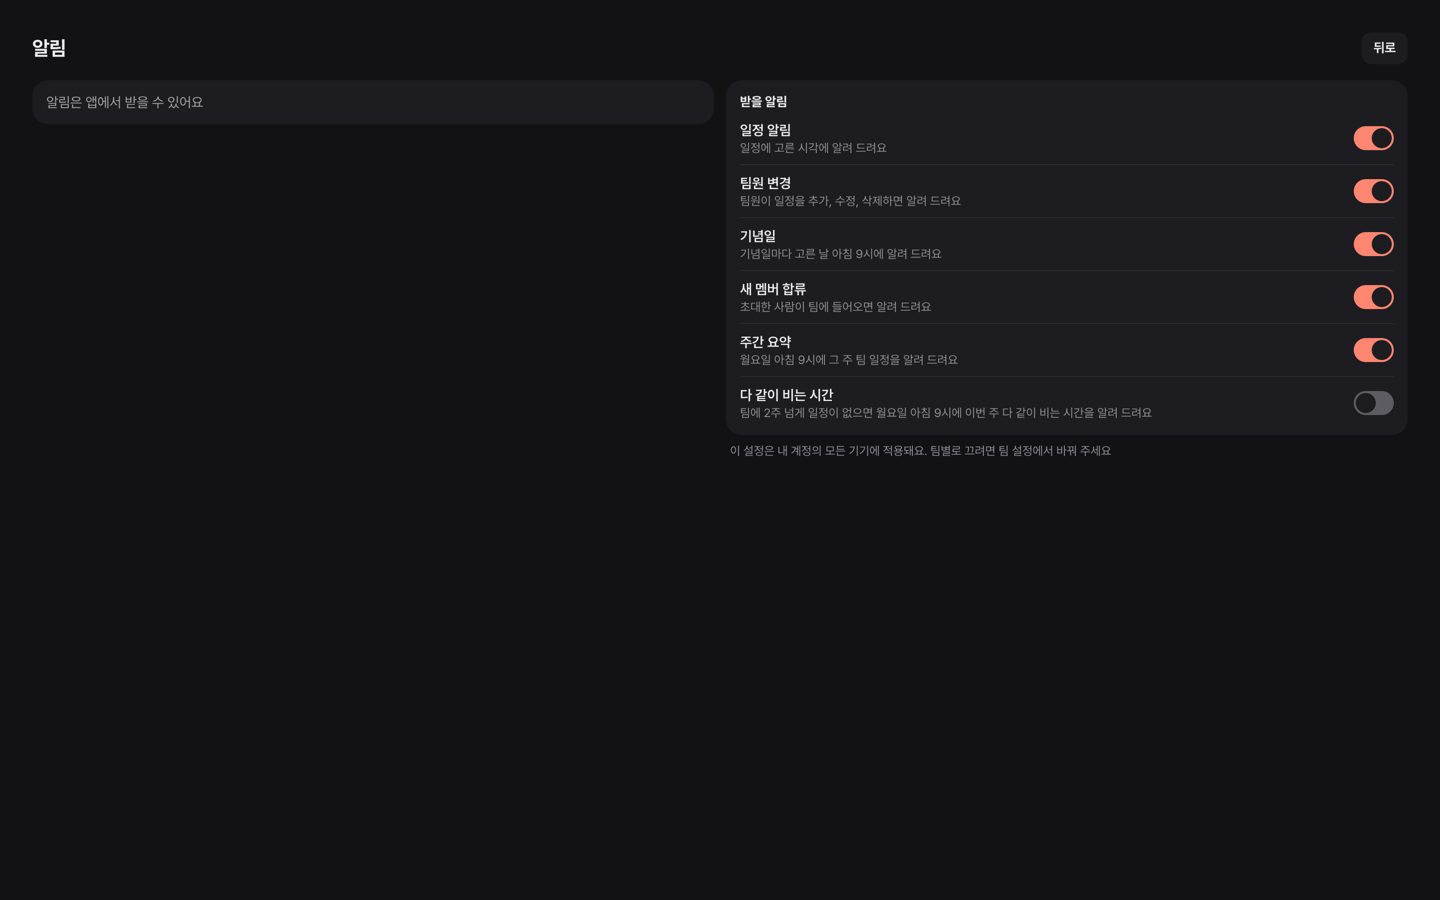 알림
뒤로
알림은 앱에서 받을 수 있어요
받을 알림
일정 알림
일정에 고른 시각에 알려 드려요
팀원 변경
팀원이 일정을 추가, 수정, 삭제하면 알려 드려요
기념일
기념일마다 고른 날 아침 9시에 알려 드려요
새 멤버 합류
초대한 사람이 팀에 들어오면 알려 드려요
주간 요약
월요일 아침 9시에 그 주 팀 일정을 알려 드려요
다 같이 비는 시간
팀에 2주 넘게 일정이 없으면 월요일 아침 9시에 이번 주 다 같이 비는 시간을 알려 드려요
이 설정은 내 계정의 모든 기기에 적용돼요. 팀별로 끄려면 팀 설정에서 바꿔 주세요